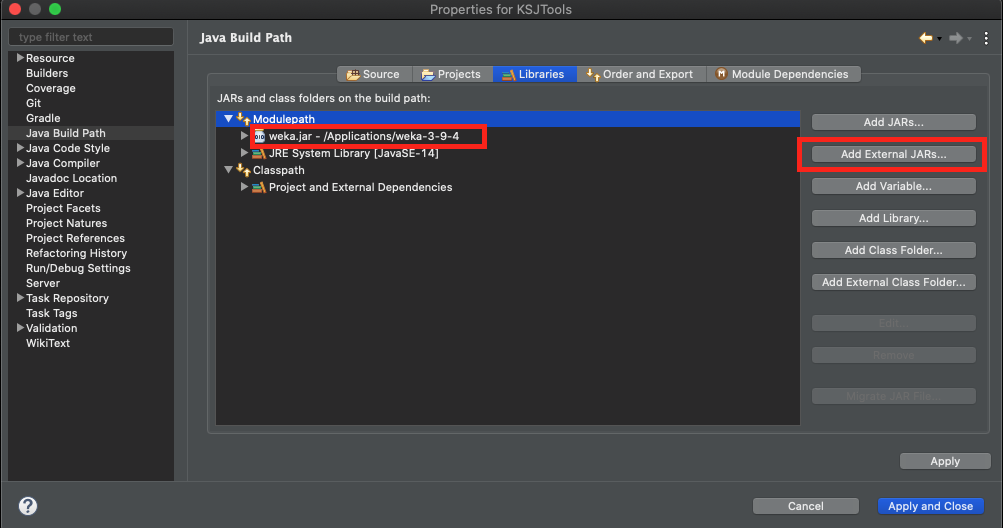 Properties for KSJTools
type filter text
Resource
Builders
Coverage
Git
Gradle
Java Build Path
Java Code Style
Java Compiler
Javadoc Location
Java Editor
Project Facets
Project Natures
Project References
Refactoring History
Run/Debug Settings
Server
Task Repository
Task Tags
Validation
WikiText
Java Build Path
Source Projects Libraries Order and Export Module Dependencies
JARs and class folders on the build path:
Modulepath
weka.jar - /Applications/weka-3-9-4
JRE System Library [JavaSE-14]
Classpath
Project and External Dependencies
Add JARs...
Add External JARs...
Add Variable...
Add Library...
Add Class Folder...
Add External Class Folder...
Edit...
Remove
Migrate JAR File...
Apply
Cancel Apply and Close